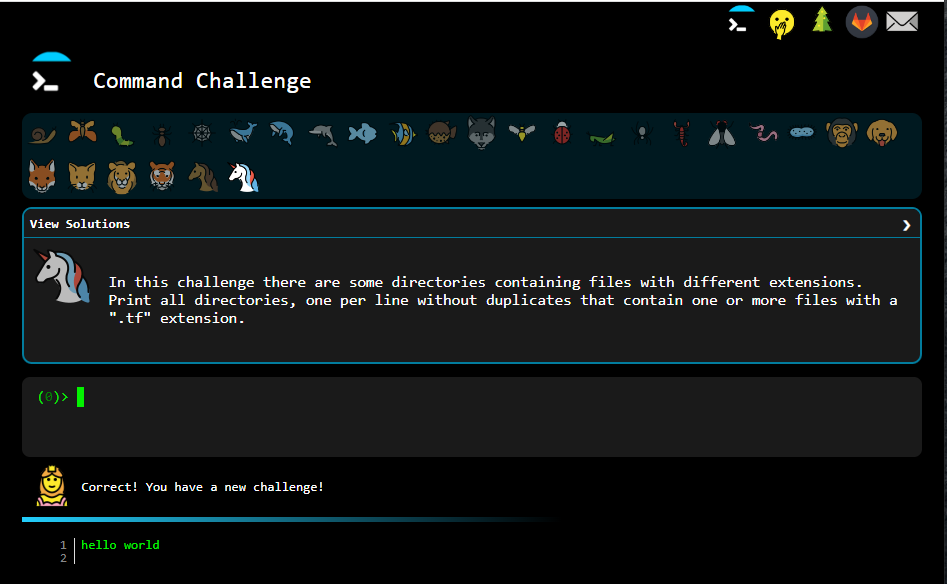 Command Challenge
View Solutions
In this challenge there are some directories containing files with different extensions.
Print all directories, one per line without duplicates that contain one or more files with a
".tf" extension.
(0)>
Correct! You have a new challenge!
1 hello world
2